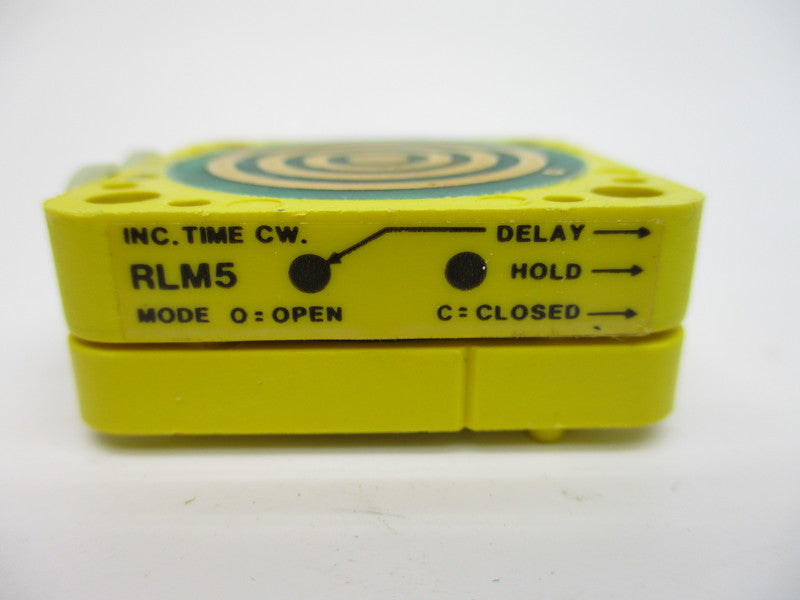 INC. TIME CW. DELAY
RLM5 HOLD
MODE O = OPEN C = CLOSED